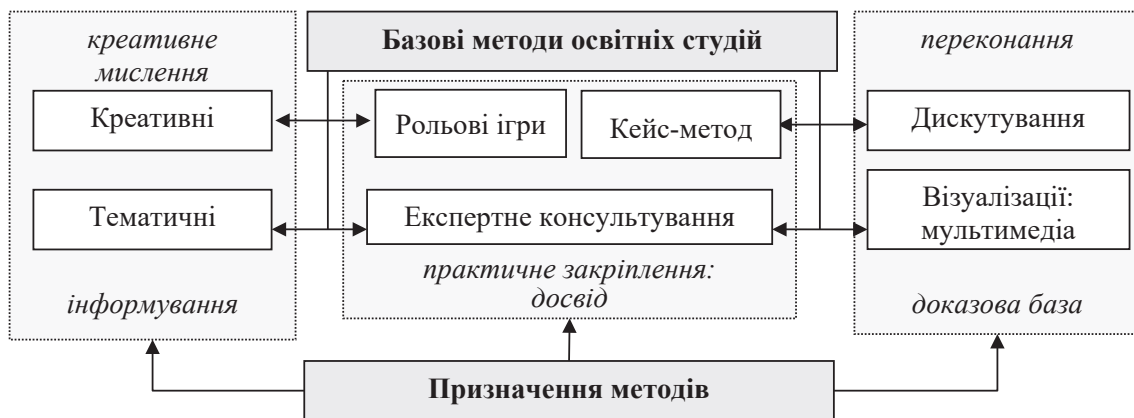 Базові методи освітніх студій
креативне
мислення
Креативні
Тематичні
інформування
Рольові ігри
Кейс-метод
Експертне консультування
практичне закріплення:
досвід
переконання
Дискутування
Візуалізації:
мультимедіа
доказова база
Призначення методів